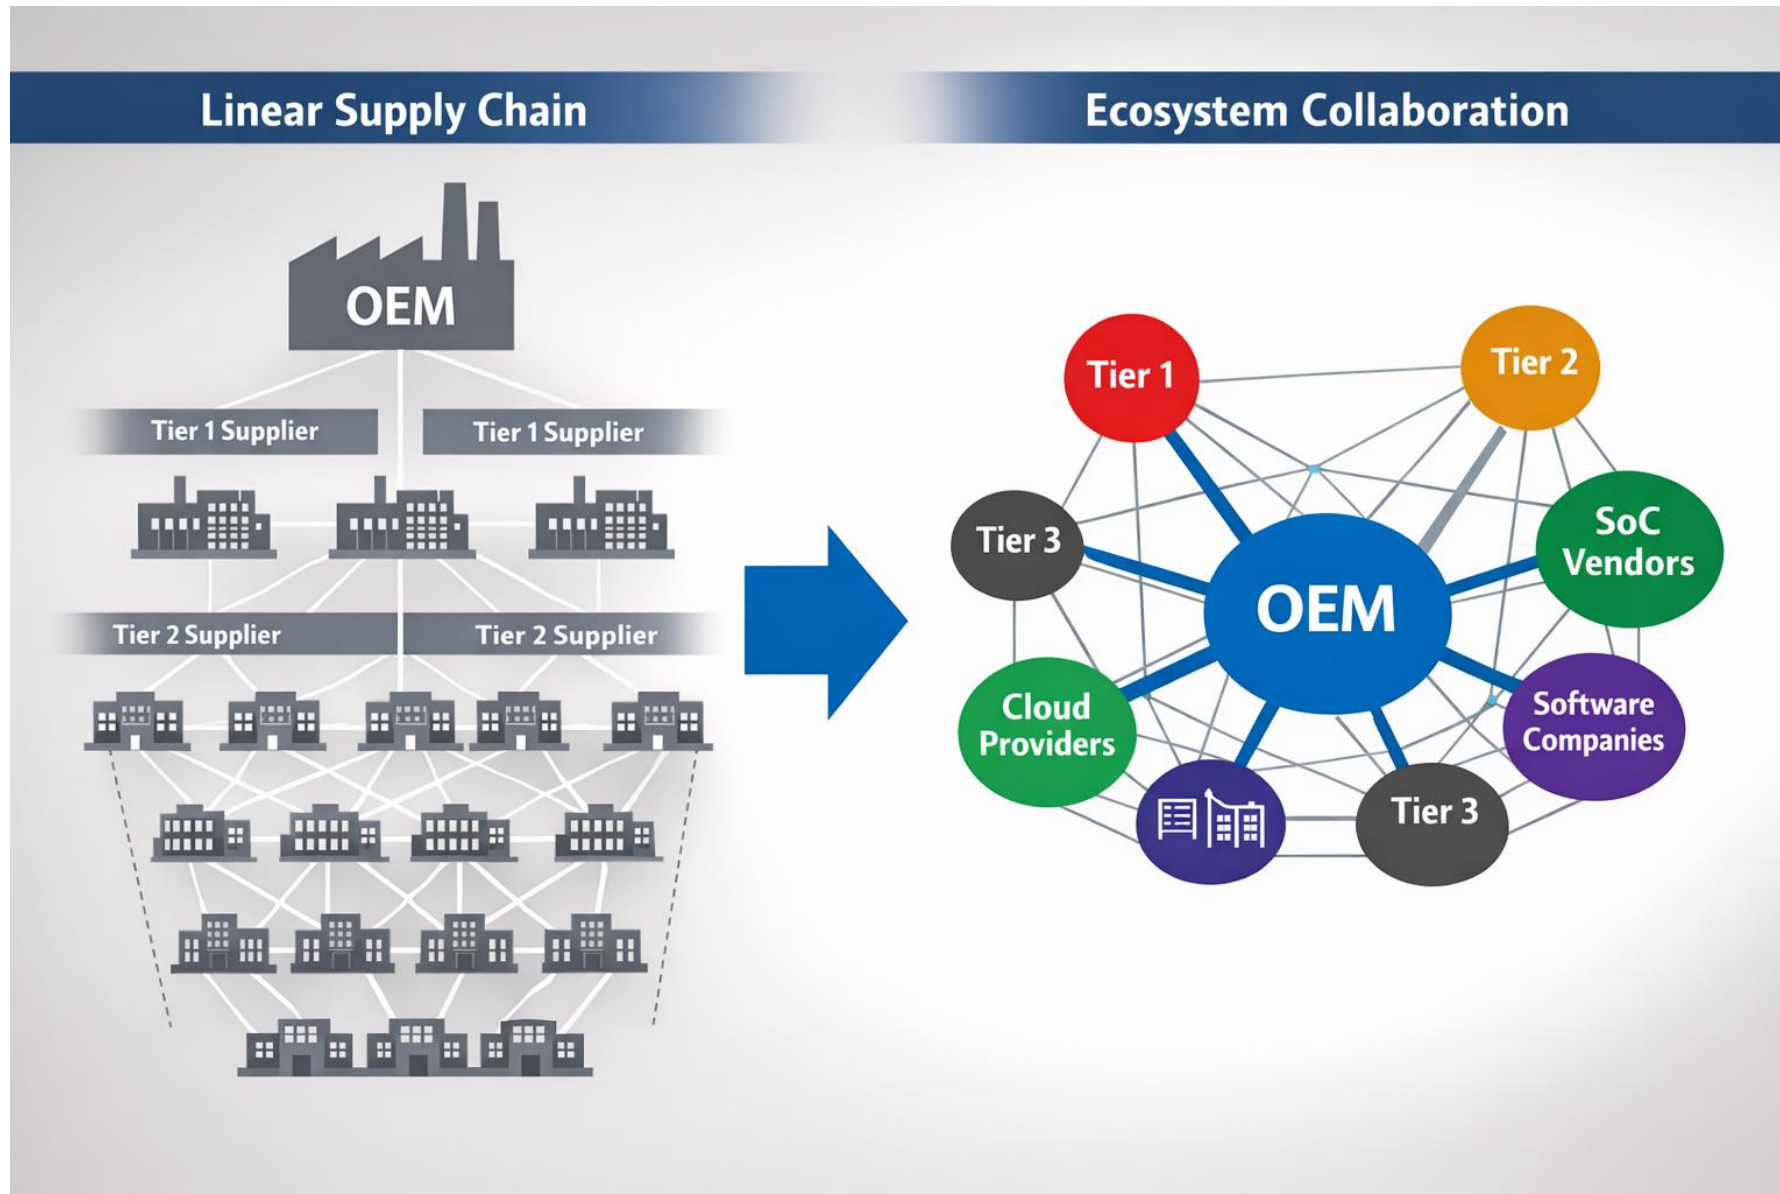 Linear Supply Chain
Ecosystem Collaboration
OEM
Tier 1 Supplier
Tier 1 Supplier
Tier 2 Supplier
Tier 2 Supplier
Tier 1
Tier 2
Tier 3
SoC
Vendors
OEM
Cloud
Providers
Software
Companies
Tier 3